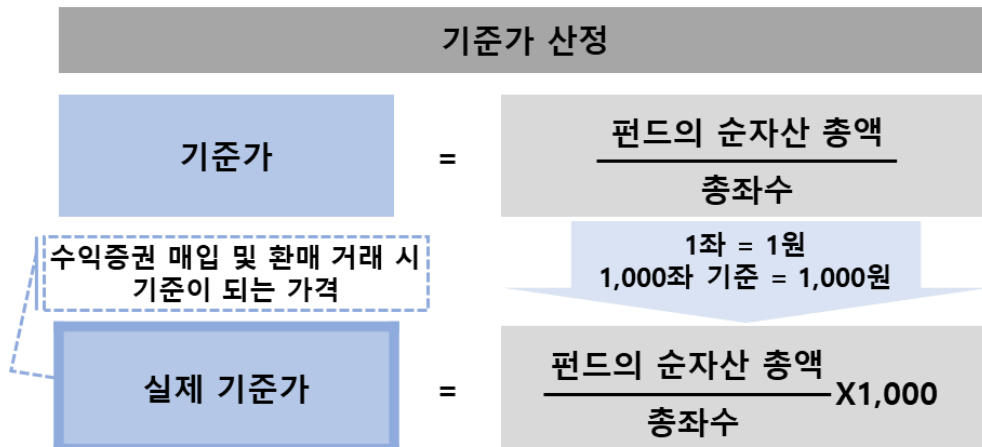 기준가 산정
기준가
=
펀드의 순자산 총액
총좌수
수익증권 매입 및 환매 거래 시
기준이 되는 가격
1좌 = 1원
1,000좌 기준 = 1,000원
실제 기준가
=
펀드의 순자산 총액
총좌수
X1,000